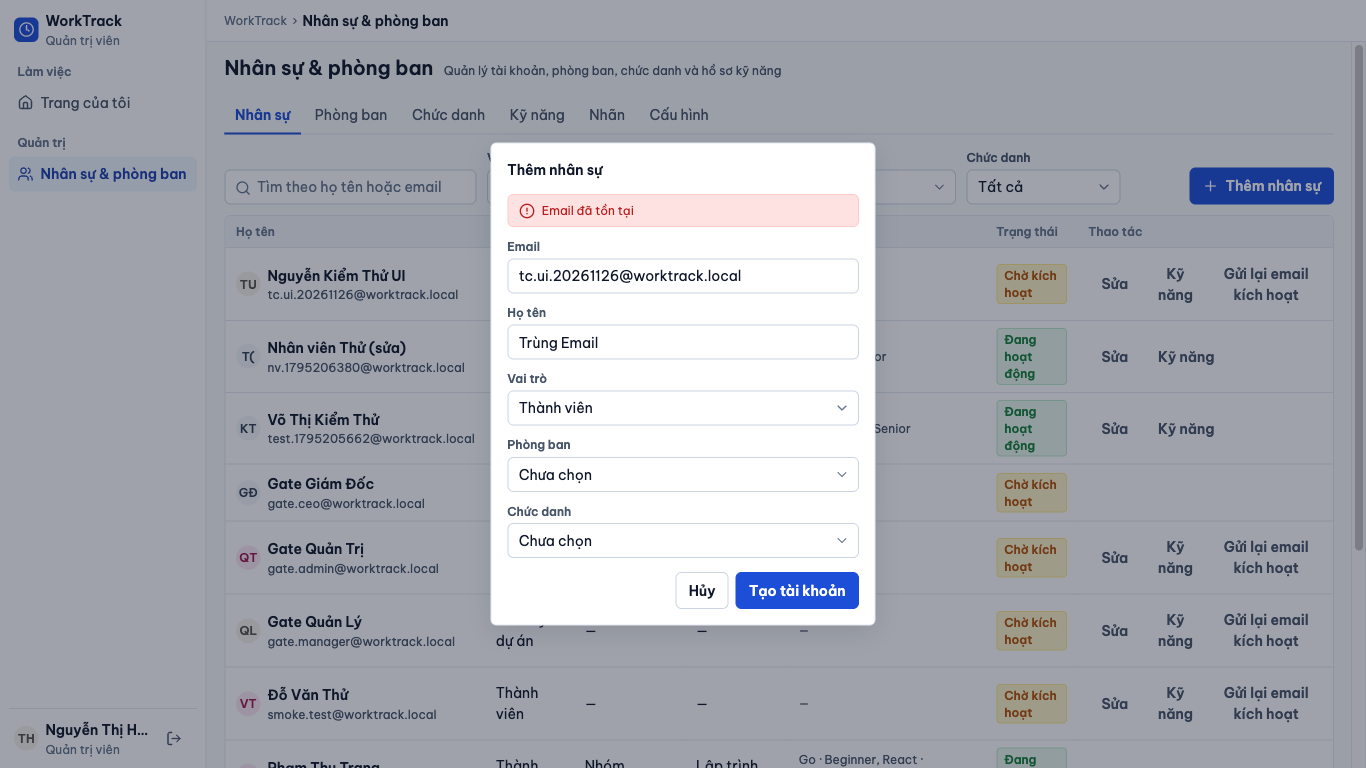 WorkTrack
Quản trị viên
Làm việc
Trang của tôi
Quản trị
Nhân sự & phòng ban
TH
Nguyễn Thị H...
Quản trị viên
WorkTrack › Nhân sự & phòng ban
Nhân sự & phòng ban Quản lý tài khoản, phòng ban, chức danh và hồ sơ kỹ năng
Nhân sự Phòng ban Chức danh Kỹ năng Nhãn Cấu hình
Chức danh
Tìm theo họ tên hoặc email
Tất cả
Thêm nhân sự
Họ tên Trạng thái Thao tác
TU Nguyễn Kiểm Thử UI
tc.ui.20261126@worktrack.local
Chờ kích
hoạt
Sửa
Kỹ
năng
Gửi lại email
kích hoạt
T( Nhân viên Thử (sửa)
nv.1795206380@worktrack.local
or
Đang
hoạt
động
Sửa
Kỹ năng
KT Võ Thị Kiểm Thử
test.1795205662@worktrack.local
Senior
Đang
hoạt
động
Sửa
Kỹ năng
GĐ Gate Giám Đốc
gate.ceo@worktrack.local
Chờ kích
hoạt
QT Gate Quản Trị
gate.admin@worktrack.local
Chờ kích
hoạt
Sửa
Kỹ
năng
Gửi lại email
kích hoạt
QL Gate Quản Lý
gate.manager@worktrack.local
dự án
— — —
Chờ kích
hoạt
Sửa
Kỹ
năng
Gửi lại email
kích hoạt
VT Đỗ Văn Thử
smoke.test@worktrack.local
Thành
viên
— — —
Chờ kích
hoạt
Sửa
Kỹ
năng
Gửi lại email
kích hoạt
Phạm Thu Trang
Thành
Nhóm
Lập trình
Go · Beginner, React ·
Đang
Thêm nhân sự
Email đã tồn tại
Email
tc.ui.20261126@worktrack.local
Họ tên
Trùng Email
Vai trò
Thành viên
Phòng ban
Chưa chọn
Chức danh
Chưa chọn
Hủy
Tạo tài khoản